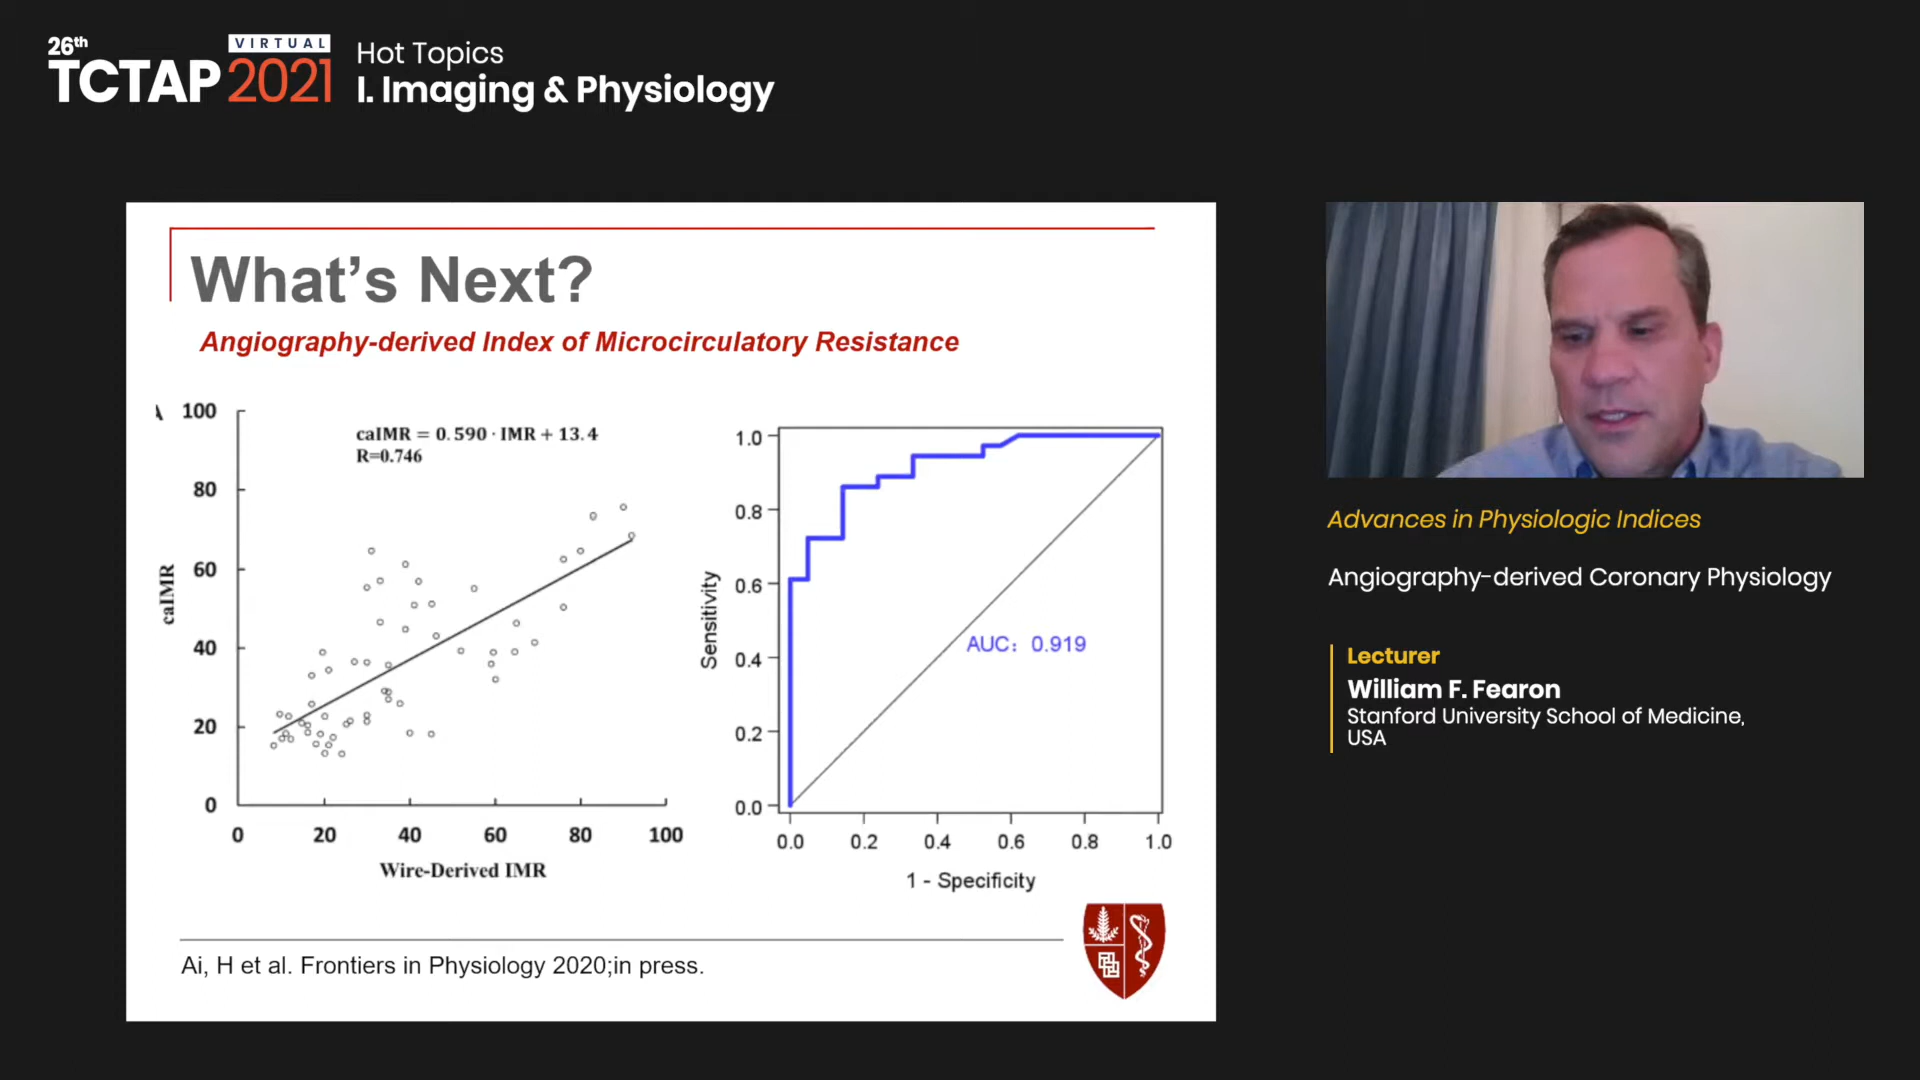 26th
VIRTUAL
TCTAP 2021
Hot Topics
I. Imaging & Physiology
What's Next?
Angiography-derived Index of Microcirculatory Resistance
A
caIMR = 0.590 · IMR + 13.4
R=0.746
100
80
60
40
20
0
caIMR
0 20 40 60 80 100
Wire-Derived IMR
1.0
0.8
0.6
0.4
0.2
0.0
Sensitivity
AUC: 0.919
0.0 0.2 0.4 0.6 0.8 1.0
1 - Specificity
Ai, H et al. Frontiers in Physiology 2020;in press.
Advances in Physiologic Indices
Angiography-derived Coronary Physiology
Lecturer
William F. Fearon
Stanford University School of Medicine,
USA